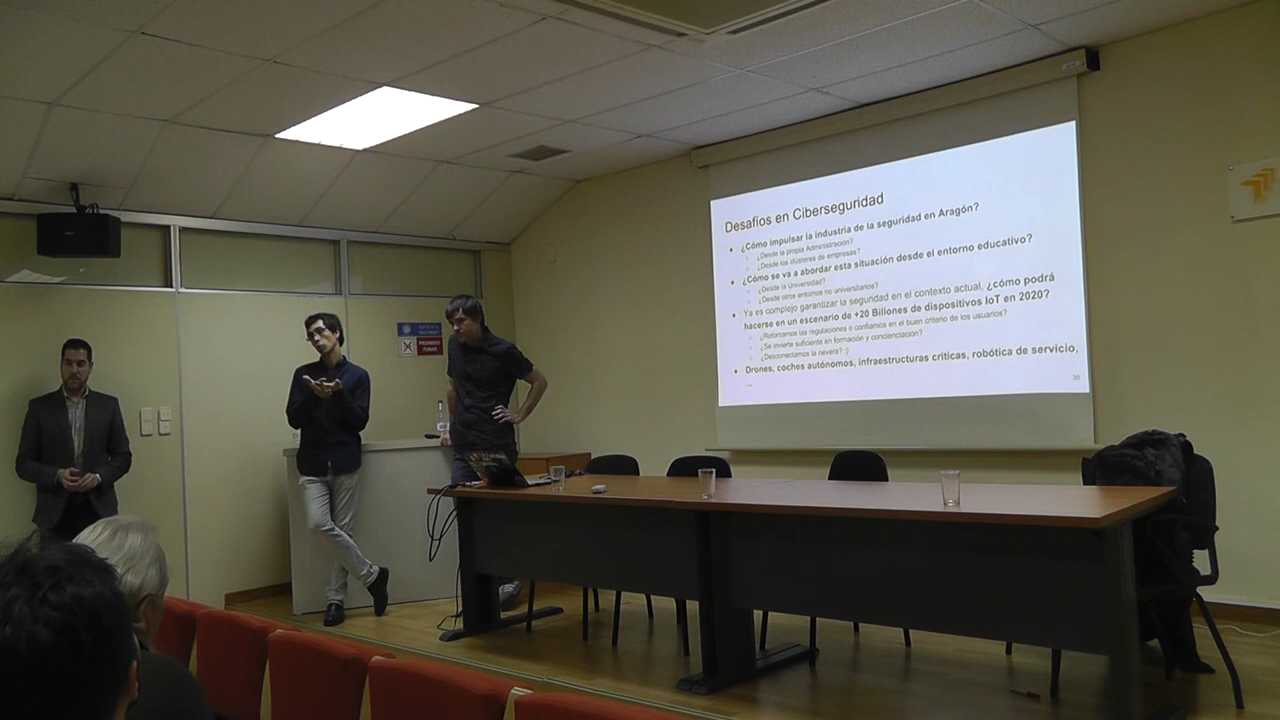 Desafíos en Ciberseguridad
● ¿Cómo impulsar la industria de la seguridad en Aragón?
○ ¿Desde la propia Administración?
○ ¿Desde los clústeres de empresas?
● ¿Cómo se va a abordar esta situación desde el entorno educativo?
○ ¿Desde la Universidad?
○ ¿Desde otros entornos no universitarios?
● Ya es complejo garantizar la seguridad en el contexto actual, ¿cómo podrá
hacerse en un escenario de +20 Billones de dispositivos IoT en 2020?
○ ¿Reforzamos las regulaciones o confiamos en el buen criterio de los usuarios?
○ ¿Se invierte suficiente en formación y concienciación?
○ ¿Desconectamos la nevera? :)
● Drones, coches autónomos, infraestructuras críticas, robótica de servicio,
...
30
PROHIBIDO
FUMAR